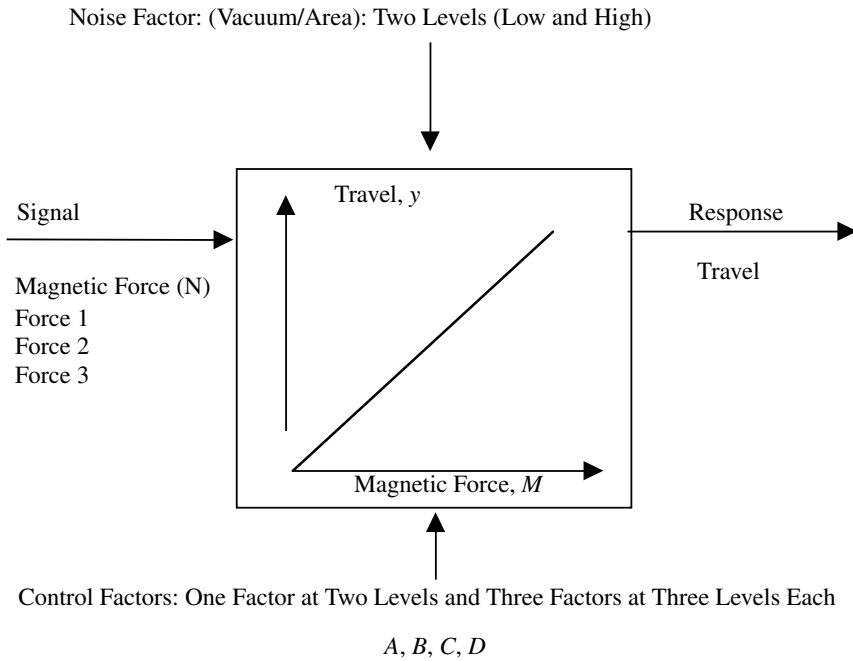 Noise Factor: (Vacuum/Area): Two Levels (Low and High)
Travel, y
Signal
Response
Travel
Magnetic Force (N)
Force 1
Force 2
Force 3
Magnetic Force, M
Control Factors: One Factor at Two Levels and Three Factors at Three Levels Each
A, B, C, D